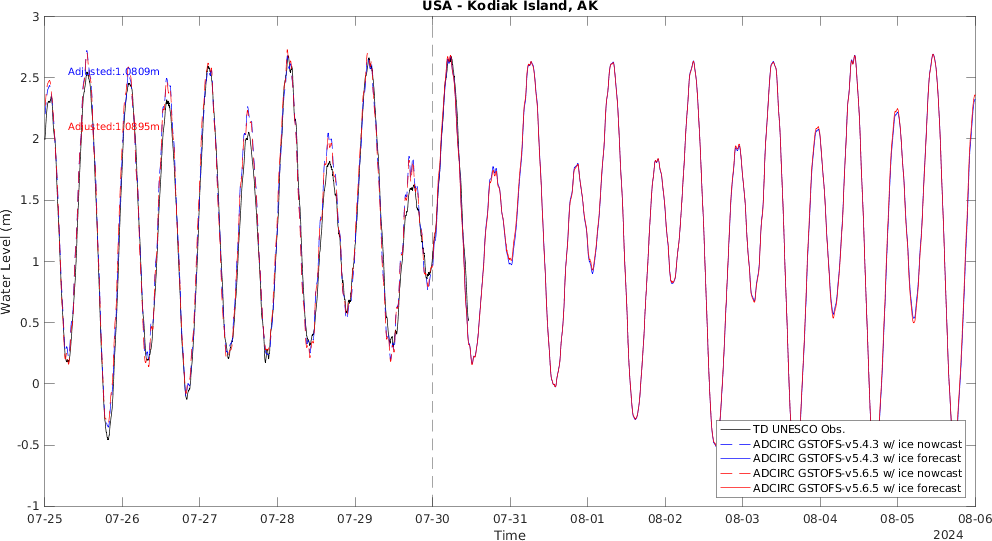 USA - Kodiak Island, AK
3
2.5
2
1.5
1
0.5
0
-0.5
-1
Water Level (m)
Adjusted:1.0809m
Adjusted:1.0895m
TD UNESCO Obs.
ADCIRC GSTOFS-v5.4.3 w/ ice nowcast
ADCIRC GSTOFS-v5.4.3 w/ ice forecast
ADCIRC GSTOFS-v5.6.5 w/ ice nowcast
ADCIRC GSTOFS-v5.6.5 w/ ice forecast
07-25 07-26 07-27 07-28 07-29 07-30 07-31 08-01 08-02 08-03 08-04 08-05 08-06
Time
2024